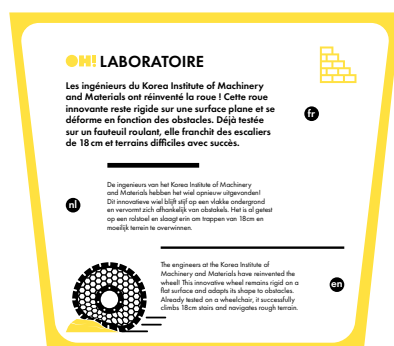 OH! LABORATOIRE
Les ingénieurs du Korea Institute of Machinery
and Materials ont réinventé la roue ! Cette roue
innovante reste rigide sur une surface plane et se
déforme en fonction des obstacles. Déjà testée
sur un fauteuil roulant, elle franchit des escaliers
de 18 cm et terrains difficiles avec succès.
fr
De ingenieurs van het Korea Institute of Machinery
and Materials hebben het wiel opnieuw uitgevonden!
Dit innovatieve wiel blijft stijf op een vlakke ondergrond
en vervormt zich afhankelijk van obstakels. Het is al getest
op een rolstoel en slaagt erin om trappen van 18cm en
moeilijk terrein te overwinnen.
nl
The engineers at the Korea Institute of
Machinery and Materials have reinvented the
wheel! This innovative wheel remains rigid on a
flat surface and adapts its shape to obstacles.
Already tested on a wheelchair, it successfully
climbs 18cm stairs and navigates rough terrain.
en